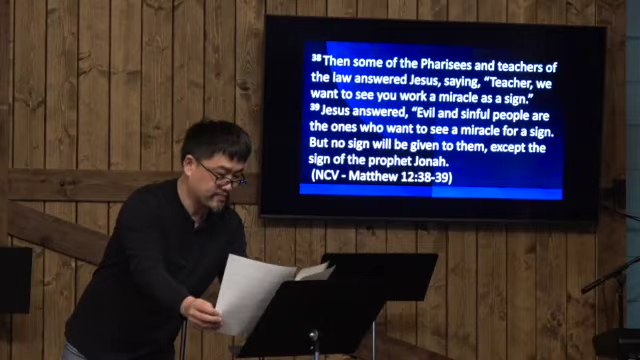 38 Then some of the Pharisees and teachers of
the law answered Jesus, saying, “Teacher, we
want to see you work a miracle as a sign.”
39 Jesus answered, “Evil and sinful people are
the ones who want to see a miracle for a sign.
But no sign will be given to them, except the
sign of the prophet Jonah.
(NCV - Matthew 12:38-39)